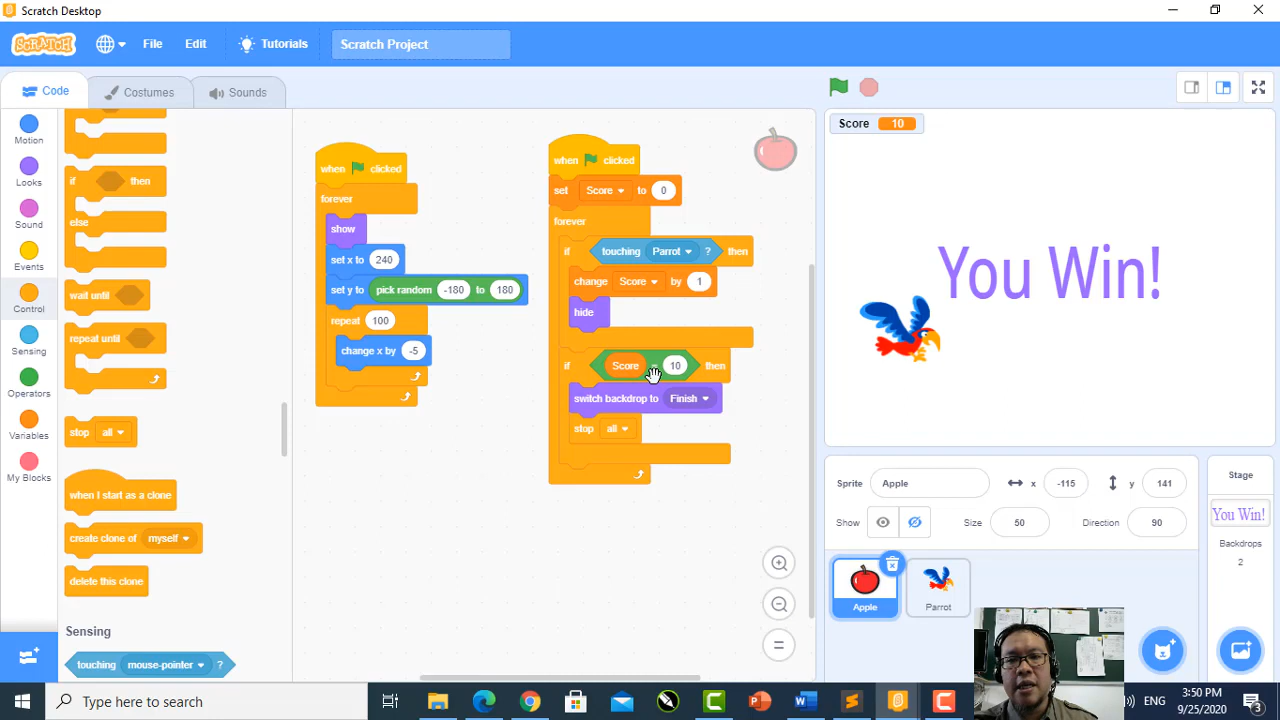 Scratch Desktop
SCRATCH
File
Edit
Tutorials
Scratch Project
Code
Costumes
Sounds
Motion
Looks
Sound
Events
Control
Sensing
Operators
Variables
My Blocks
if then
else
wait until
repeat until
stop all
when I start as a clone
create clone of myself
delete this clone
Sensing
touching mouse-pointer ?
when clicked
forever
show
set x to 240
set y to pick random -180 to 180
repeat 100
change x by -5
when clicked
set Score to 0
forever
if touching Parrot ? then
change Score by 1
hide
if Score 10 then
switch backdrop to Finish
stop all
Score 10
You Win!
Sprite Apple x -115 y 141
Show Size 50 Direction 90
Apple
Parrot
Stage
You Win!
Backdrops
2
Type here to search
ENG
3:50 PM
9/25/2020
3